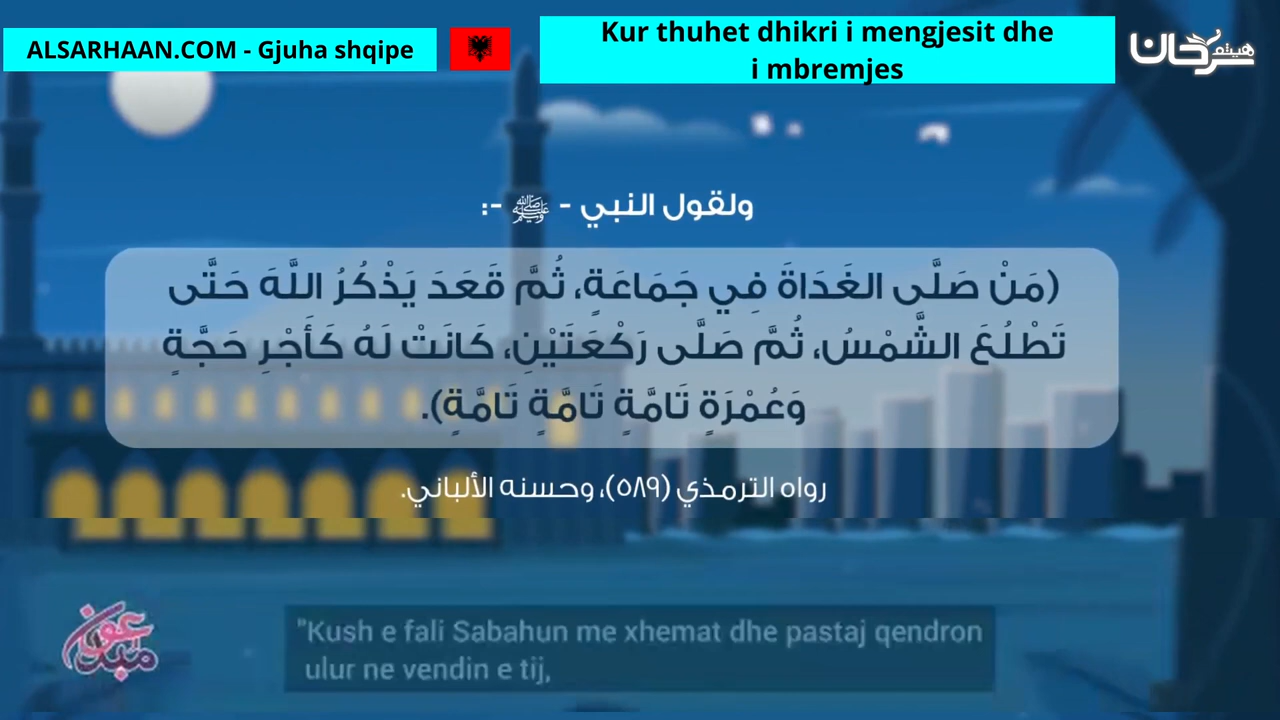 ALSARHAAN.COM - Gjuha shqipe
Kur thuhet dhikri i mengjesit dhe
i mbremjes
هيثم سرحان
ولقول النبي - ﷺ -:
(مَنْ صَلَّى الغَدَاةَ فِي جَمَاعَةٍ، ثُمَّ قَعَدَ يَذْكُرُ اللَّهَ حَتَّى
تَطْلُعَ الشَّمْسُ، ثُمَّ صَلَّى رَكْعَتَيْنِ، كَانَتْ لَهُ كَأَجْرِ حَجَّةٍ
وَعُمْرَةٍ تَامَّةٍ تَامَّةٍ تَامَّةٍ).
رواه الترمذي (٥٨٩)، وحسنه الألباني.
"Kush e fali Sabahun me xhemat dhe pastaj qendron
ulur ne vendin e tij,